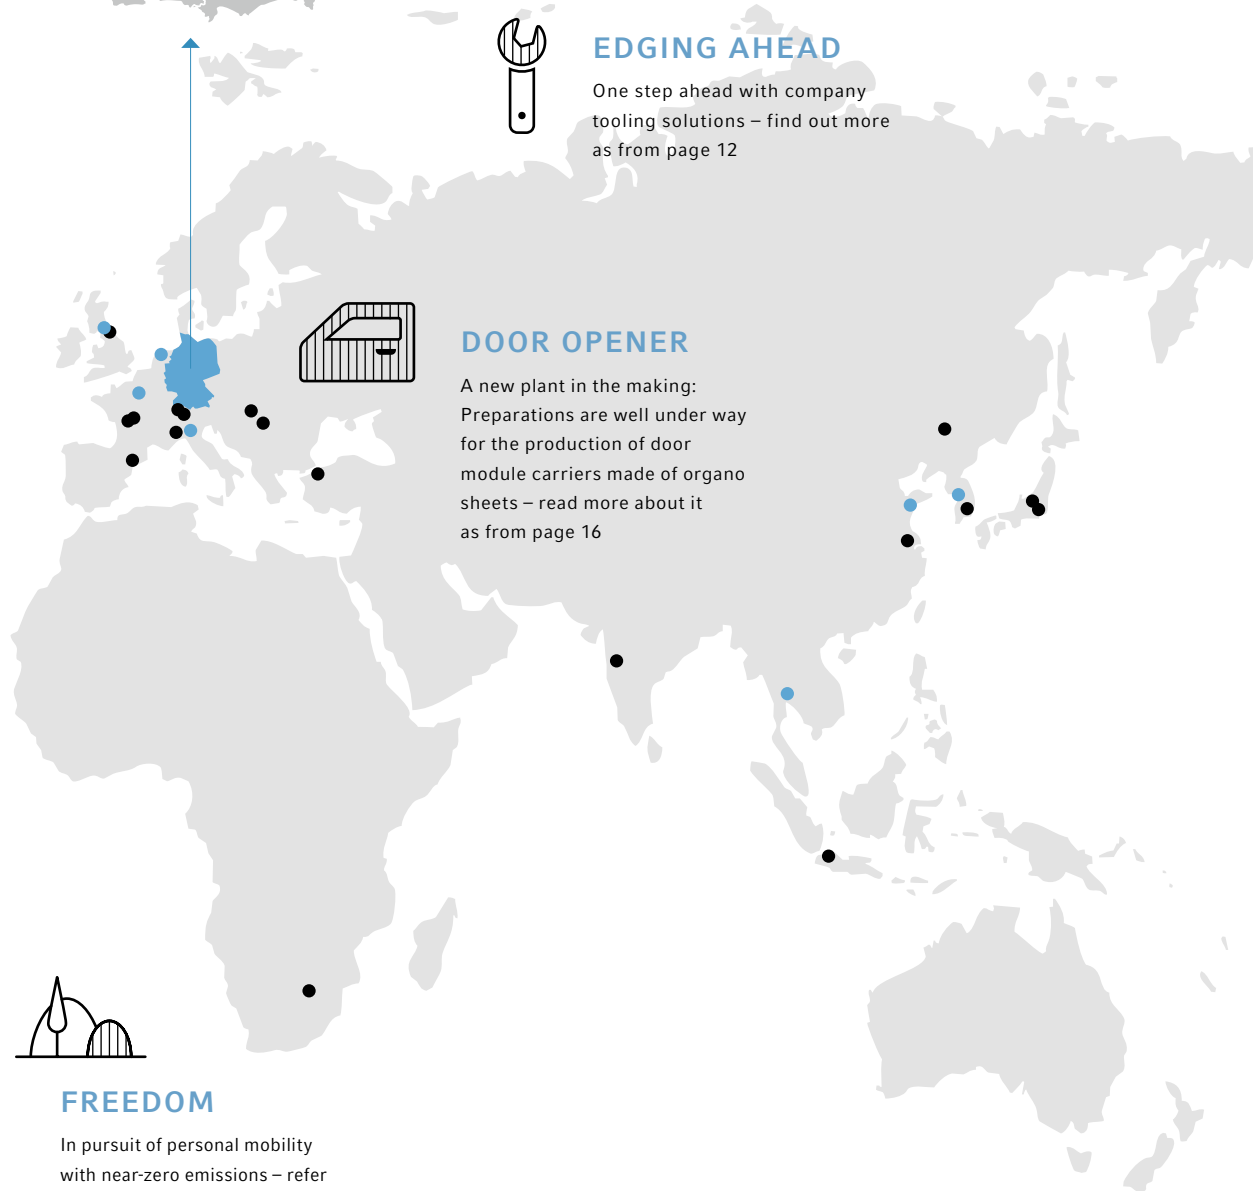 EDGING AHEAD
One step ahead with company
tooling solutions – find out more
as from page 12
DOOR OPENER
A new plant in the making:
Preparations are well under way
for the production of door
module carriers made of organo
sheets – read more about it
as from page 16
FREEDOM
In pursuit of personal mobility
with near-zero emissions – refer